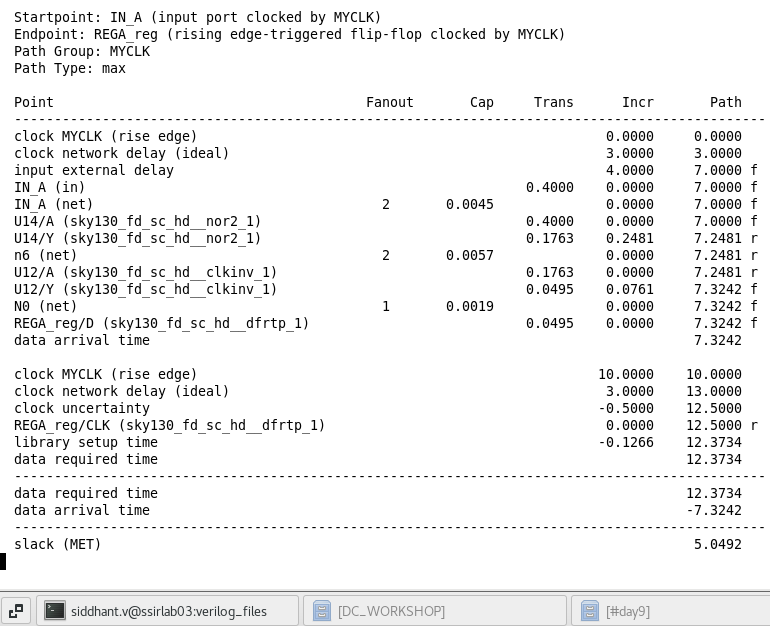 Startpoint: IN_A (input port clocked by MYCLK)
Endpoint: REGA_reg (rising edge-triggered flip-flop clocked by MYCLK)
Path Group: MYCLK
Path Type: max
Point Fanout Cap Trans Incr Path
----------------------------------------------------------------------------------------------
clock MYCLK (rise edge) 0.0000 0.0000
clock network delay (ideal) 3.0000 3.0000
input external delay 4.0000 7.0000 f
IN_A (in) 0.4000 0.0000 7.0000 f
IN_A (net) 2 0.0045 0.0000 7.0000 f
U14/A (sky130_fd_sc_hd__nor2_1) 0.4000 0.0000 7.0000 f
U14/Y (sky130_fd_sc_hd__nor2_1) 0.1763 0.2481 7.2481 r
n6 (net) 2 0.0057 0.0000 7.2481 r
U12/A (sky130_fd_sc_hd__clkinv_1) 0.1763 0.0000 7.2481 r
U12/Y (sky130_fd_sc_hd__clkinv_1) 0.0495 0.0761 7.3242 f
N0 (net) 1 0.0019 0.0000 7.3242 f
REGA_reg/D (sky130_fd_sc_hd__dfrtp_1) 0.0495 0.0000 7.3242 f
data arrival time 7.3242
clock MYCLK (rise edge) 10.0000 10.0000
clock network delay (ideal) 3.0000 13.0000
clock uncertainty -0.5000 12.5000
REGA_reg/CLK (sky130_fd_sc_hd__dfrtp_1) 0.0000 12.5000 r
library setup time -0.1266 12.3734
data required time 12.3734
----------------------------------------------------------------------------------------------
data required time 12.3734
data arrival time -7.3242
----------------------------------------------------------------------------------------------
slack (MET) 5.0492
siddhant.v@ssirlab03:verilog_files [DC_WORKSHOP] [#day9]